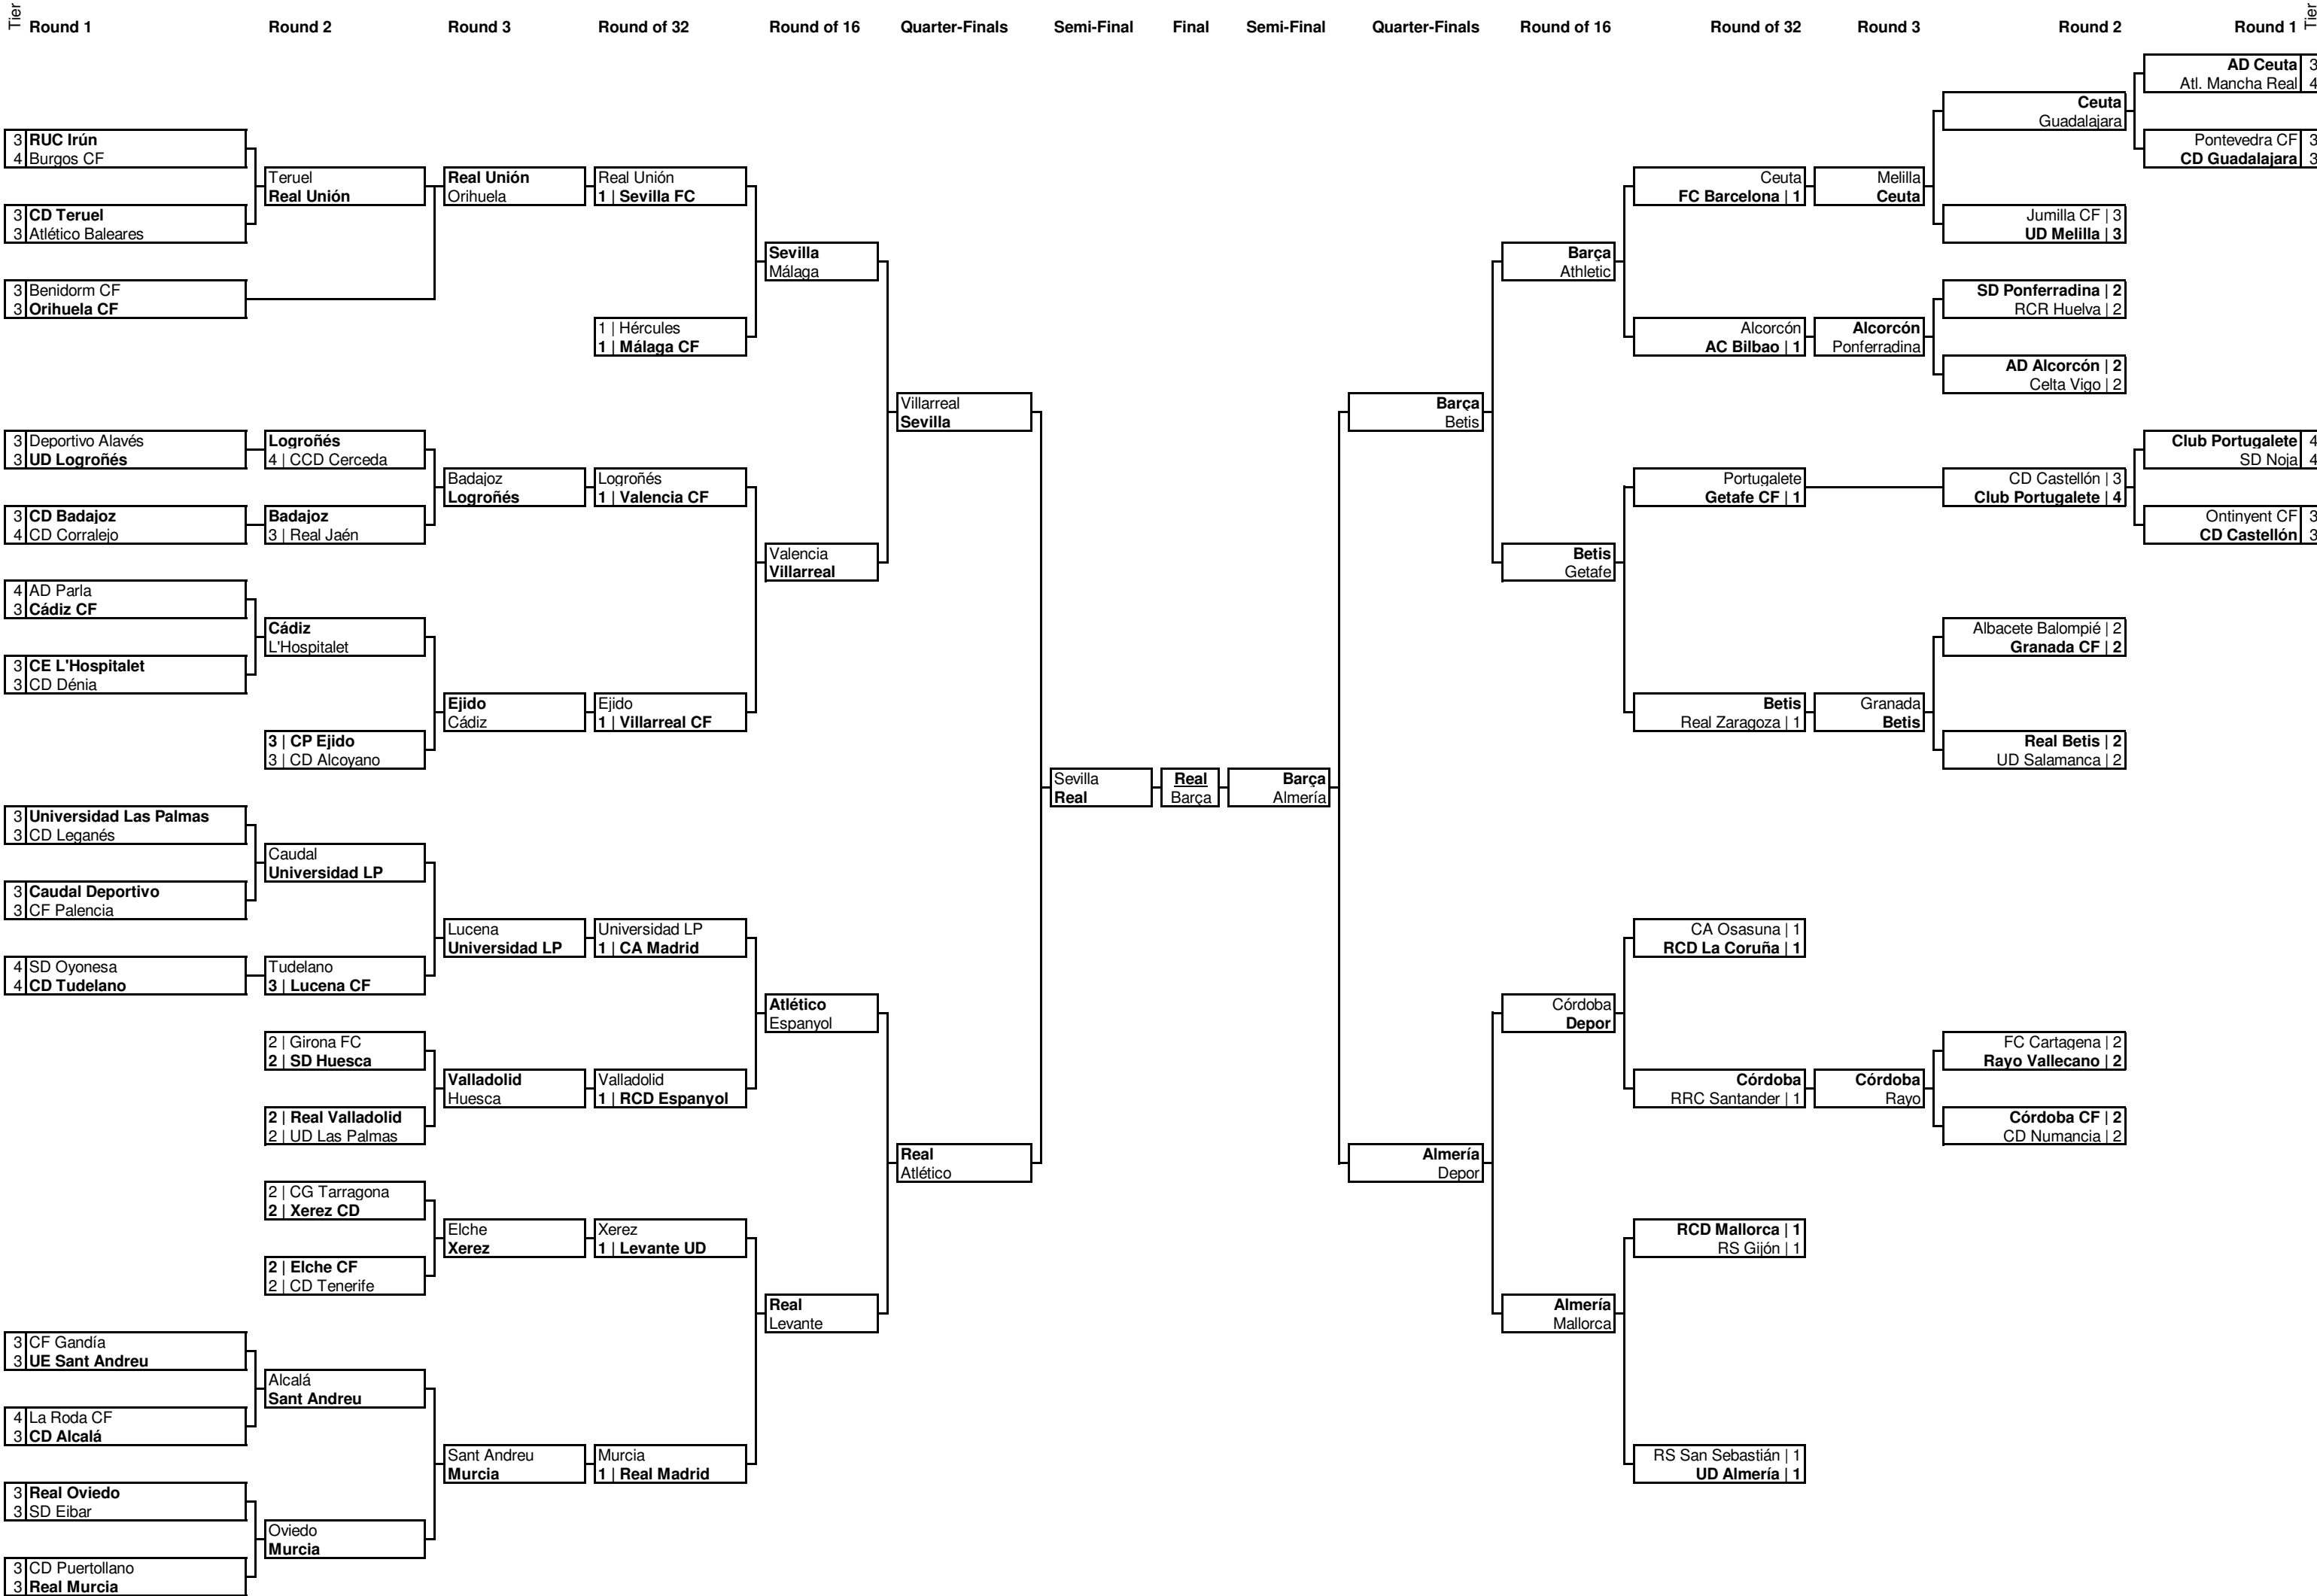 Tier
Round 1
Round 2
Round 3
Round of 32
Round of 16
Quarter-Finals
Semi-Final
Final
Semi-Final
Quarter-Finals
Round of 16
Round of 32
Round 3
Round 2
Round 1
Tier
3 RUC Irún
4 Burgos CF
3 CD Teruel
3 Atlético Baleares
3 Benidorm CF
3 Orihuela CF
3 Deportivo Alavés
3 UD Logroñés
3 CD Badajoz
4 CD Corralejo
4 AD Parla
3 Cádiz CF
3 CE L'Hospitalet
3 CD Dénia
3 Universidad Las Palmas
3 CD Leganés
3 Caudal Deportivo
3 CF Palencia
4 SD Oyonesa
4 CD Tudelano
3 CF Gandía
3 UE Sant Andreu
4 La Roda CF
3 CD Alcalá
3 Real Oviedo
3 SD Eibar
3 CD Puertollano
3 Real Murcia
Teruel
Real Unión
Logroñés
4 | CCD Cerceda
Badajoz
3 | Real Jaén
Cádiz
L'Hospitalet
3 | CP Ejido
3 | CD Alcoyano
Caudal
Universidad LP
Tudelano
3 | Lucena CF
2 | Girona FC
2 | SD Huesca
2 | Real Valladolid
2 | UD Las Palmas
2 | CG Tarragona
2 | Xerez CD
2 | Elche CF
2 | CD Tenerife
Alcalá
Sant Andreu
Oviedo
Murcia
Real Unión
Orihuela
Badajoz
Logroñés
Ejido
Cádiz
Lucena
Universidad LP
Valladolid
Huesca
Elche
Xerez
Sant Andreu
Murcia
Real Unión
1 | Sevilla FC
1 | Hércules
1 | Málaga CF
Logroñés
1 | Valencia CF
Ejido
1 | Villarreal CF
Universidad LP
1 | CA Madrid
Valladolid
1 | RCD Espanyol
Xerez
1 | Levante UD
Murcia
1 | Real Madrid
Sevilla
Málaga
Valencia
Villarreal
Atlético
Espanyol
Real
Levante
Villarreal
Sevilla
Real
Atlético
Sevilla
Real
Real
Barça
Barça
Almería
Barça
Betis
Almería
Depor
Barça
Athletic
Betis
Getafe
Córdoba
Depor
Almería
Mallorca
Ceuta
FC Barcelona | 1
Alcorcón
AC Bilbao | 1
Portugalete
Getafe CF | 1
Betis
Real Zaragoza | 1
CA Osasuna | 1
RCD La Coruña | 1
Córdoba
RRC Santander | 1
RCD Mallorca | 1
RS Gijón | 1
RS San Sebastián | 1
UD Almería | 1
Melilla
Ceuta
Alcorcón
Ponferradina
Granada
Betis
Córdoba
Rayo
Ceuta
Guadalajara
Jumilla CF | 3
UD Melilla | 3
SD Ponferradina | 2
RCR Huelva | 2
AD Alcorcón | 2
Celta Vigo | 2
CD Castellón | 3
Club Portugalete | 4
Albacete Balompié | 2
Granada CF | 2
Real Betis | 2
UD Salamanca | 2
FC Cartagena | 2
Rayo Vallecano | 2
Córdoba CF | 2
CD Numancia | 2
AD Ceuta 3
Atl. Mancha Real 4
Pontevedra CF 3
CD Guadalajara 3
Club Portugalete 4
SD Noja 4
Ontinyent CF 3
CD Castellón 3